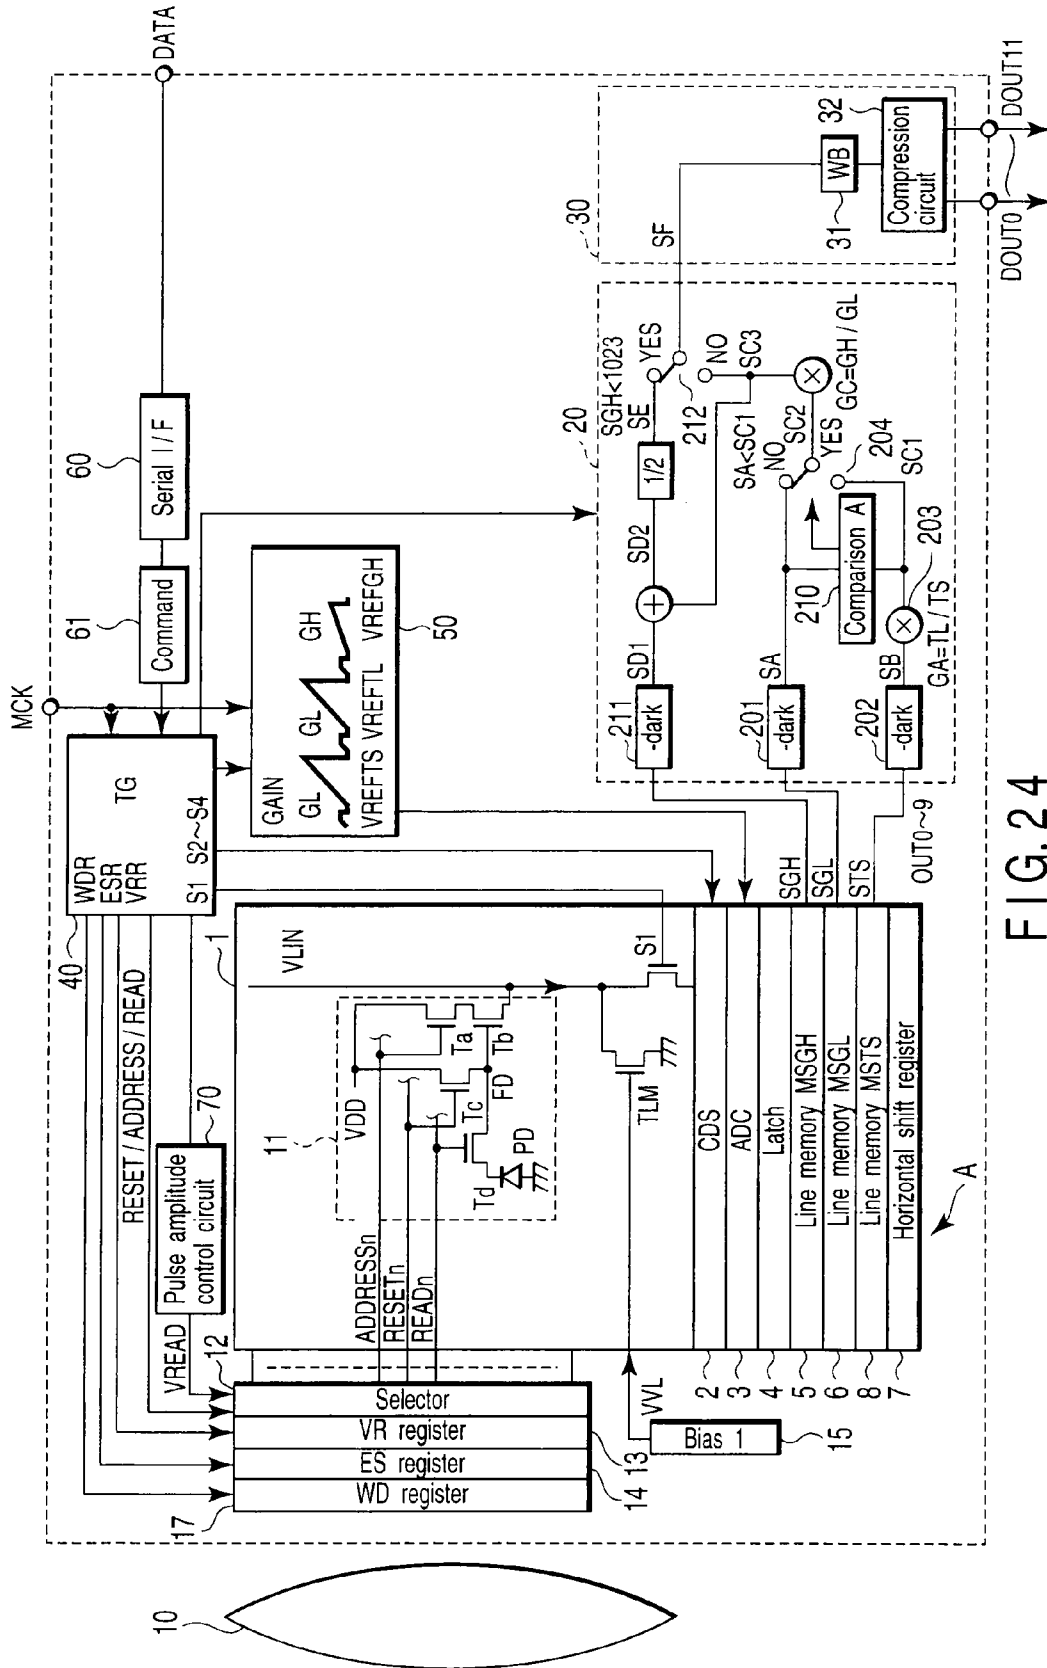 DATA
MCK
60
Serial I/F
61
Command
40
WDR
ESR
VRR
TG
S1
S2~S4
GAIN
GL
GL
GH
VREFTS
VREFTL
VREFGH
50
RESET/ADDRESS/READ
70
Pulse amplitude
control circuit
VREAD
12
Selector
VR register
ES register
WD register
17
13
14
10
1
VLIN
11
VDD
Ta
Tb
Tc
FD
Td
PD
ADDRESSn
RESETn
READn
TLM
S1
VVL
Bias 1
15
2
CDS
3
ADC
4
Latch
5
Line memory MSGH
6
Line memory MSGL
8
Line memory MSTS
7
Horizontal shift register
A
SGH
SGL
STS
OUT0~9
20
211
-dark
SD1
+
SD2
1/2
SE
SGH<1023
YES
NO
212
SC3
201
-dark
SA
SA<SC1
NO
YES
SC2
GC=GH/GL
204
210
Comparison A
SC1
202
-dark
SB
203
GA=TL/TS
30
SF
31
WB
32
Compression
circuit
DOUT0
DOUT11
FIG. 24